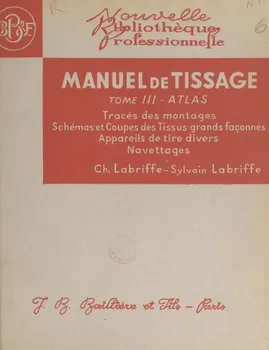 Nouvelle
Bibliothèque
Professionnelle
MANUEL DE TISSAGE
TOME III - ATLAS
Tracés des montages
Schémas et Coupes des Tissus grands façonnés
Appareils de tire divers
Navettages
Ch. Labriffe - Sylvain Labriffe
J. B. Baillière et Fils - Paris